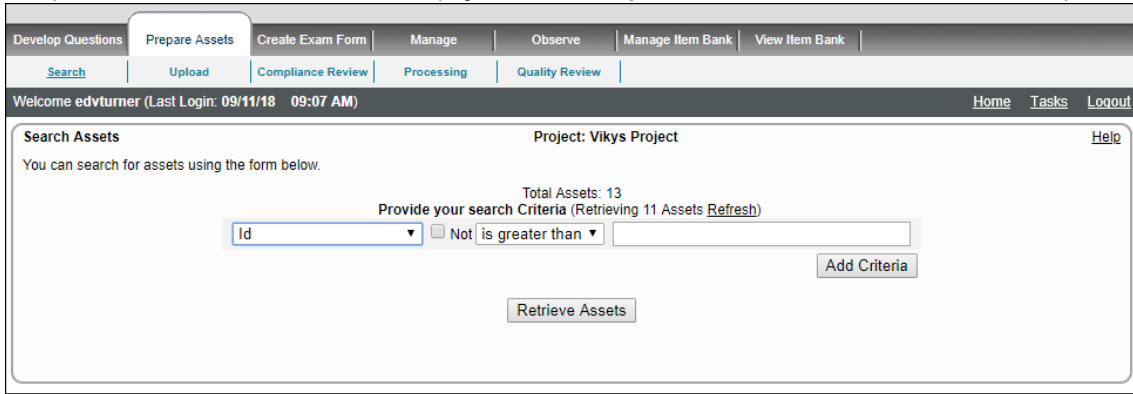 Develop Questions Prepare Assets Create Exam Form Manage Observe Manage Item Bank View Item Bank
Search Upload Compliance Review Processing Quality Review
Welcome edvturner (Last Login: 09/11/18 09:07 AM) Home Tasks Logout
Search Assets Project: Vikys Project Help
You can search for assets using the form below.
Total Assets: 13
Provide your search Criteria (Retrieving 11 Assets Refresh)
Id Not is greater than
Add Criteria
Retrieve Assets